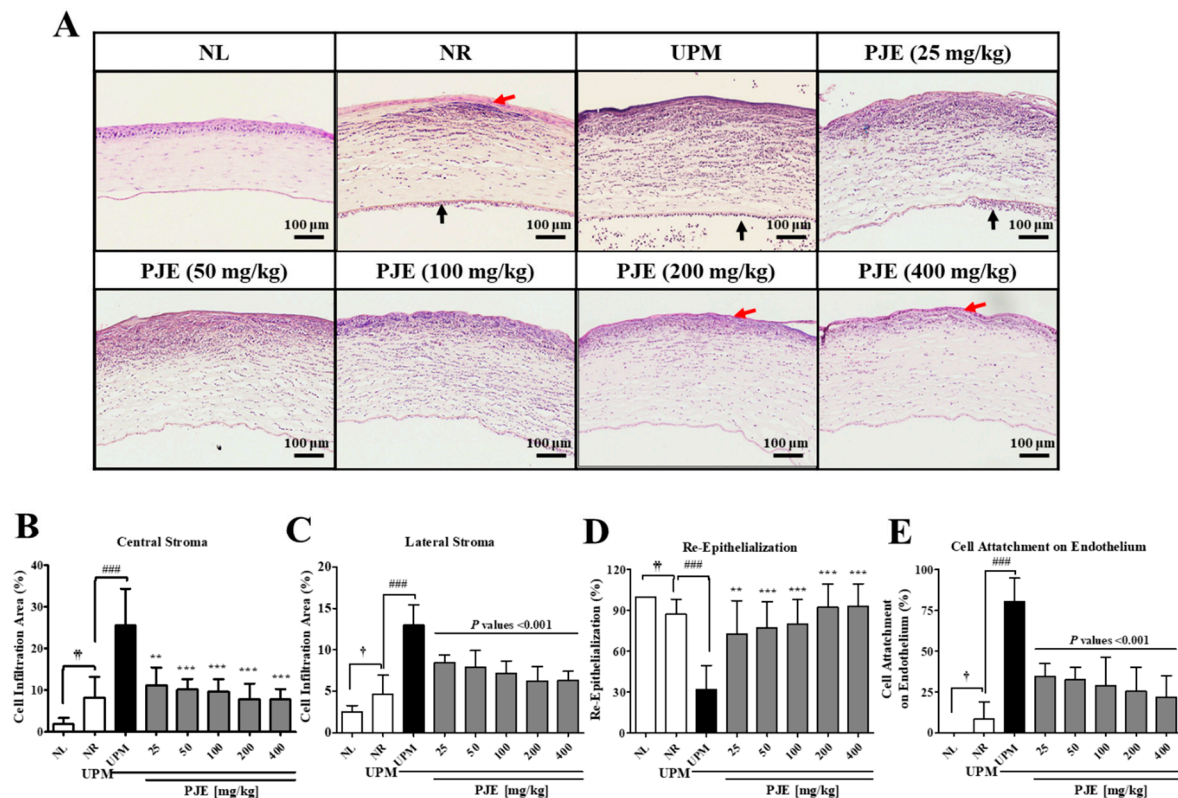 A
NL
NR
UPM
PJE (25 mg/kg)
100 µm
100 µm
100 µm
100 µm
PJE (50 mg/kg)
PJE (100 mg/kg)
PJE (200 mg/kg)
PJE (400 mg/kg)
100 µm
100 µm
100 µm
100 µm
B
Central Stroma
Cell Infiltration Area (%)
40
30
20
10
0
††
###
**
***
***
***
***
NL
NR
UPM
25
50
100
200
400
UPM
PJE [mg/kg]
C
Lateral Stroma
Cell Infiltration Area (%)
20
15
10
5
0
†
###
P values <0.001
NL
NR
UPM
25
50
100
200
400
UPM
PJE [mg/kg]
D
Re-Epithelialization
Re-Epithelialization (%)
120
90
60
30
0
††
###
**
***
***
***
***
NL
NR
UPM
25
50
100
200
400
UPM
PJE [mg/kg]
E
Cell Attatchment on Endothelium
Cell Attachment
on Endothelium (%)
100
75
50
25
0
†
###
P values <0.001
NL
NR
UPM
25
50
100
200
400
UPM
PJE [mg/kg]